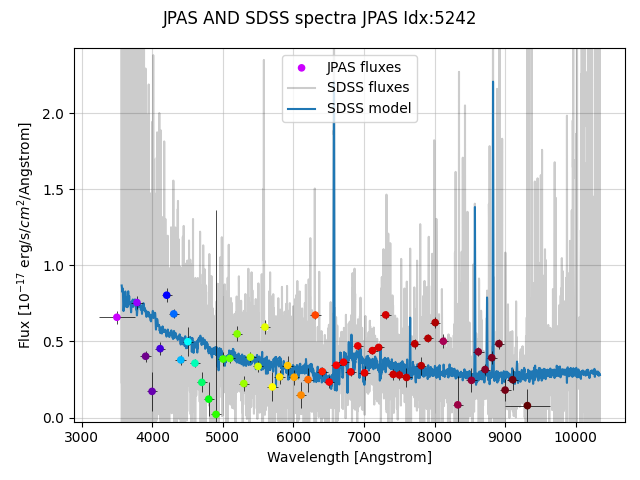 JPAS AND SDSS spectra JPAS Idx:5242
JPAS fluxes
SDSS fluxes
SDSS model
Flux [10⁻¹⁷ erg/s/cm²/Angstrom]
2.0
1.5
1.0
0.5
0.0
3000 4000 5000 6000 7000 8000 9000 10000
Wavelength [Angstrom]